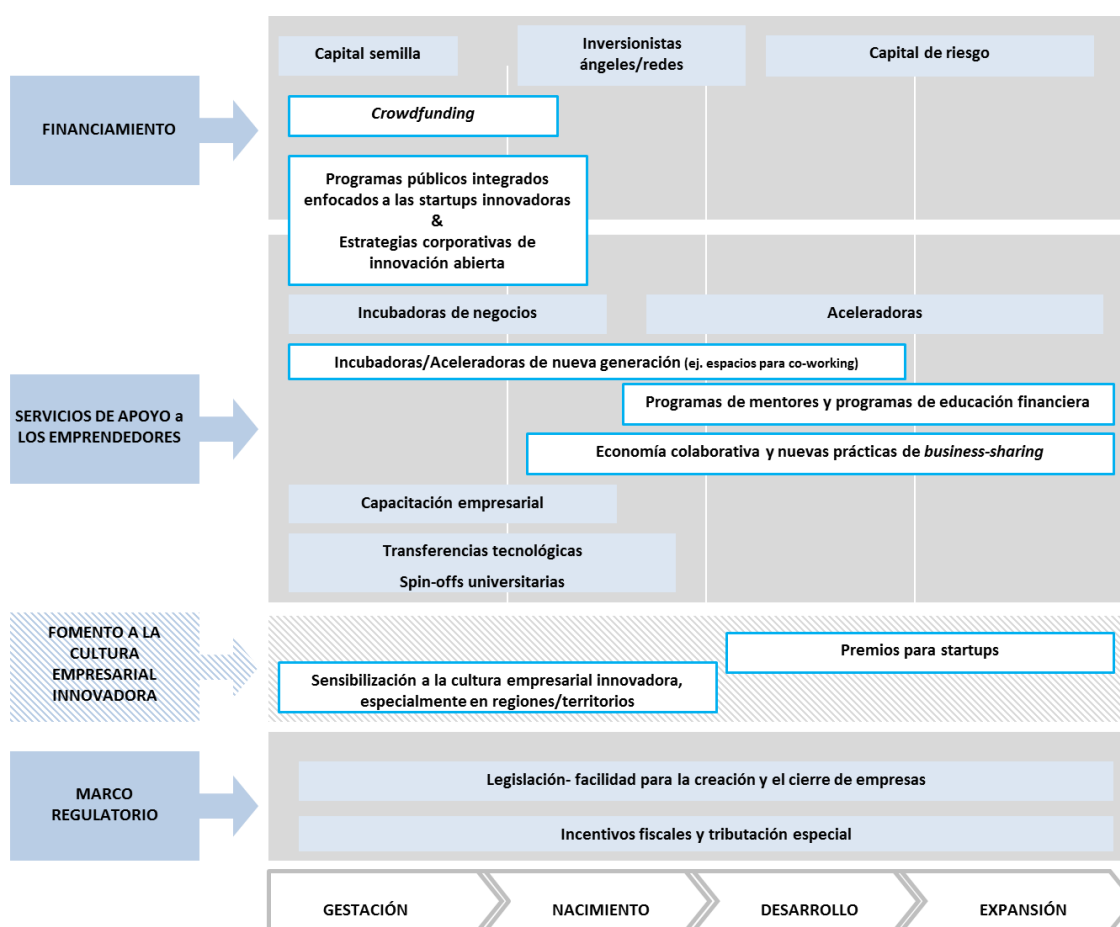 Capital semilla
Inversionistas
ángeles/redes
Capital de riesgo
FINANCIAMIENTO
Crowdfunding
Programas públicos integrados
enfocados a las startups innovadoras
&
Estrategias corporativas de
innovación abierta
SERVICIOS DE APOYO a
LOS EMPRENDEDORES
Incubadoras de negocios
Aceleradoras
Incubadoras/Aceleradoras de nueva generación (ej. espacios para co-working)
Programas de mentores y programas de educación financiera
Economía colaborativa y nuevas prácticas de business-sharing
Capacitación empresarial
Transferencias tecnológicas
Spin-offs universitarias
FOMENTO A LA
CULTURA
EMPRESARIAL
INNOVADORA
Premios para startups
Sensibilización a la cultura empresarial innovadora,
especialmente en regiones/territorios
MARCO
REGULATORIO
Legislación- facilidad para la creación y el cierre de empresas
Incentivos fiscales y tributación especial
GESTACIÓN
NACIMIENTO
DESARROLLO
EXPANSIÓN